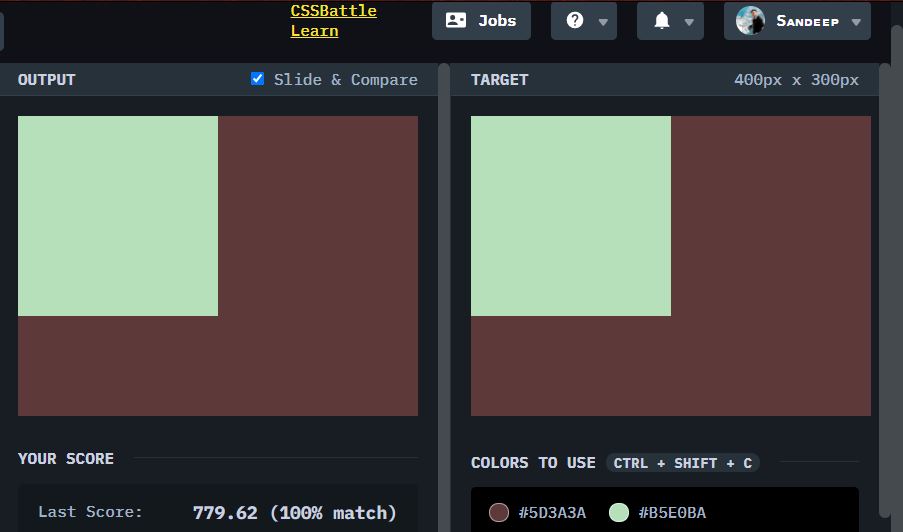 CSSBattle
Learn
Jobs
?
Sandeep
OUTPUT
Slide & Compare
TARGET
400px x 300px
YOUR SCORE
COLORS TO USE CTRL + SHIFT + C
Last Score: 779.62 (100% match)
#5D3A3A #B5E0BA